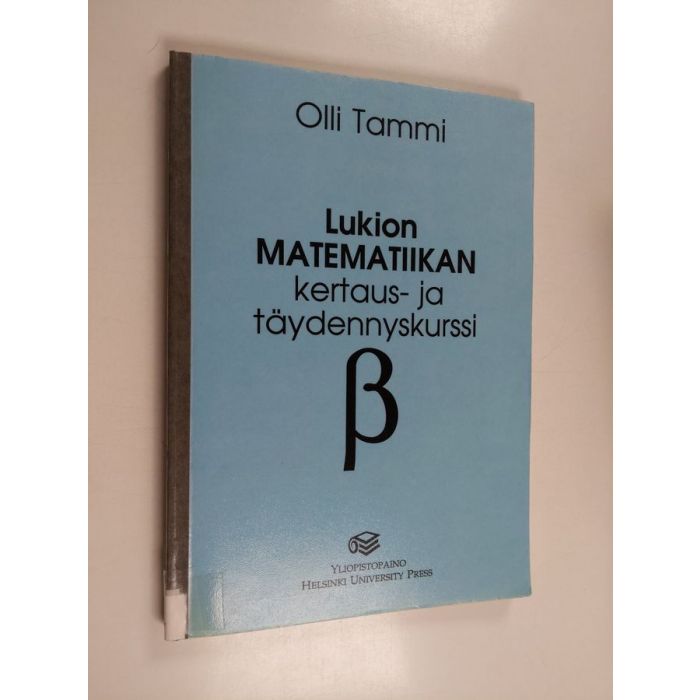 Olli Tammi
Lukion
MATEMATIIKAN
kertaus- ja
täydennyskurssi
β
YLIOPISTOPAINO
HELSINKI UNIVERSITY PRESS